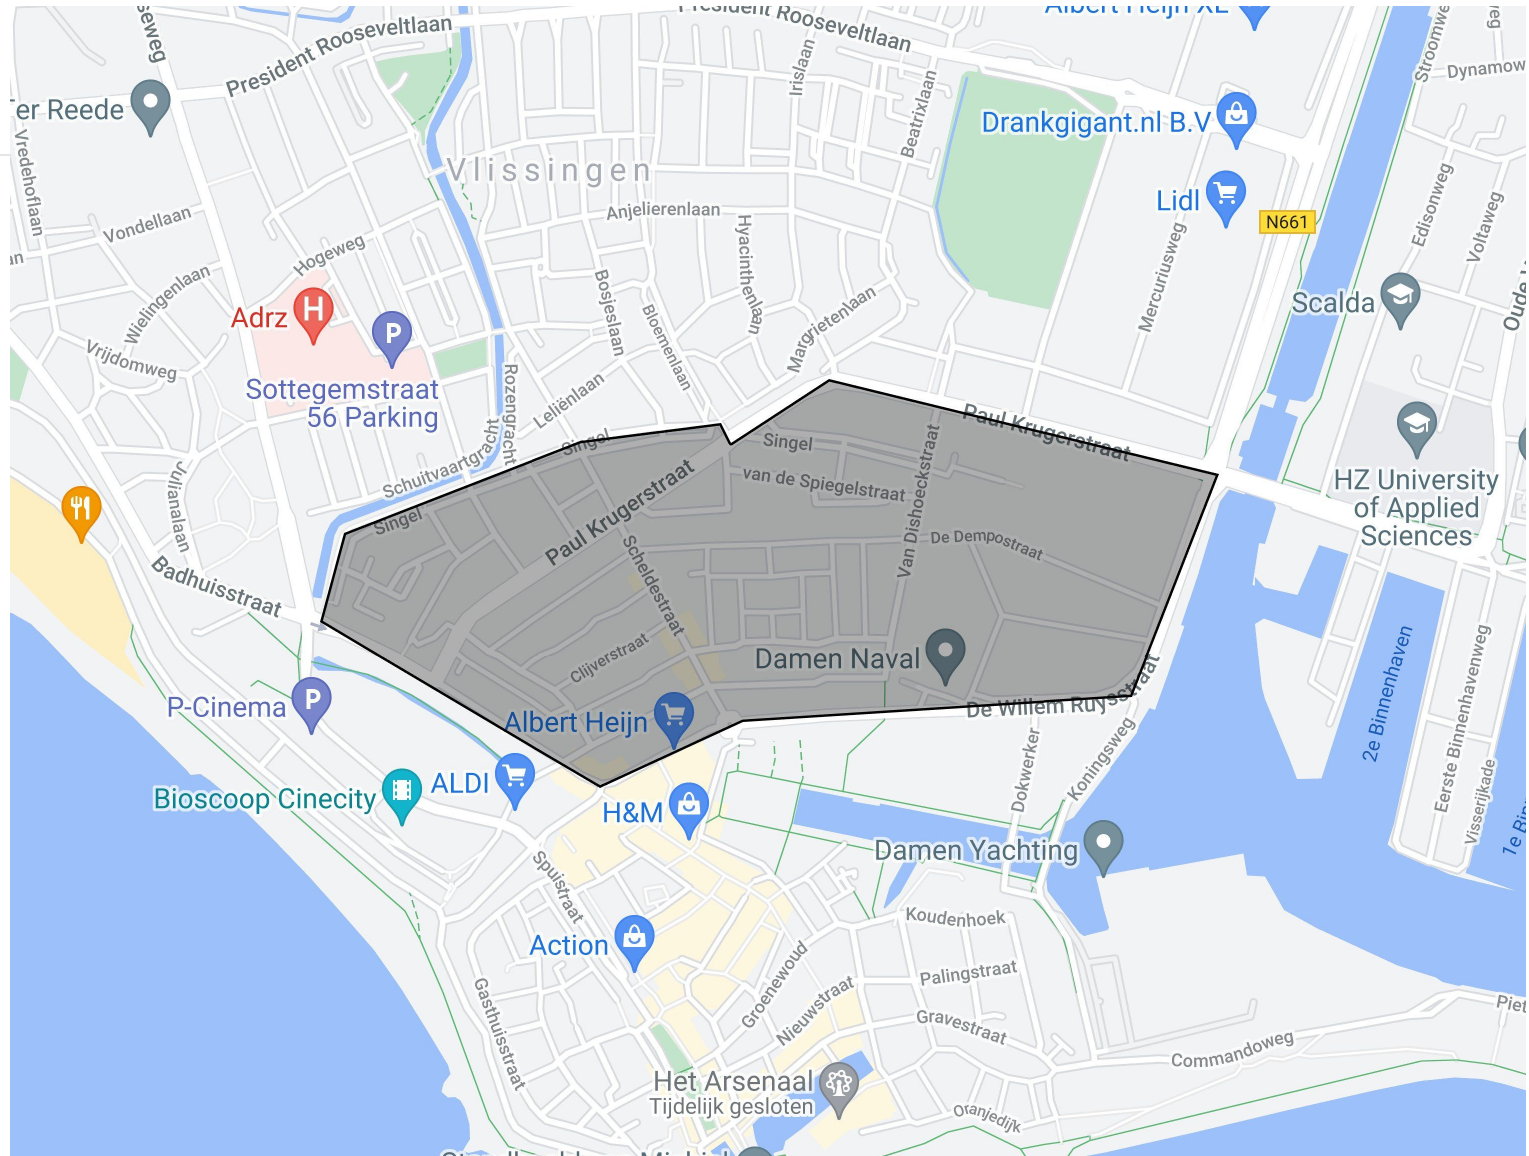 President Rooseveltlaan
President Rooseveltlaan
Albert Heijn XL
Ter Reede
Vredehoflaan
Irislaan
Beatrixlaan
Drankgigant.nl B.V
Dynamow
Vlissingen
Edisonweg
Voltaweg
Lidl
N661
Vondellaan
Anjelierenlaan
Hyacinthenlaan
Hogeweg
Wielingenlaan
Bosjeslaan
Bloemenlaan
Margrietenlaan
Mercuriusweg
Scalda
Adrz
Sottegemstraat
56 Parking
Vrijdomweg
Rozengracht
Leliënlaan
Schuitvaartgracht
Singel
Singel
Singel
Paul Krugerstraat
Paul Krugerstraat
van de Spiegelstraat
Van Dishoeckstraat
De Dempostraat
HZ University
of Applied
Sciences
Julianalaan
Badhuisstraat
Scheldestraat
Clijverstraat
Damen Naval
De Willem Ruysstraat
P-Cinema
Albert Heijn
ALDI
Bioscoop Cinecity
H&M
Dokwerker
Koningsweg
2e Binnenhaven
Eerste Binnenhavenweg
Visserijkade
Damen Yachting
Spuistraat
Action
Koudenhoek
Palingstraat
Groenewoud
Nieuwstraat
Gravestraat
Commandoweg
Piet
Gasthuisstraat
Het Arsenaal
Tijdelijk gesloten
Oranjedijk